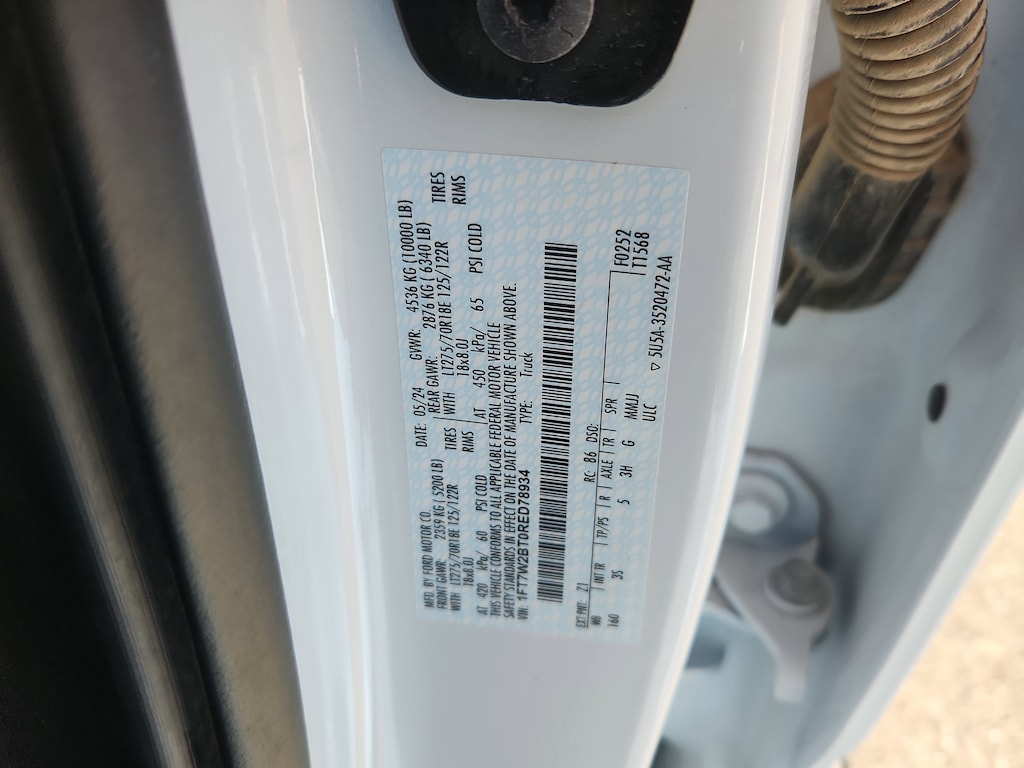 MFD. BY FORD MOTOR CO.
DATE: 05/24 GVWR: 4536 KG (10000 LB)
FRONT GAWR: 2359 KG (5200 LB) REAR GAWR: 2876 KG (6340 LB)
WITH LT275/70R18E 125/122R TIRES WITH LT275/70R18E 125/122R TIRES
18x8.0J RIMS 18x8.0J RIMS
AT 420 kPa/ 60 PSI COLD AT 450 kPa/ 65 PSI COLD
THIS VEHICLE CONFORMS TO ALL APPLICABLE FEDERAL MOTOR VEHICLE
SAFETY STANDARDS IN EFFECT ON THE DATE OF MANUFACTURE SHOWN ABOVE.
VIN: 1FT7W2BT0RED78934 TYPE: Truck
EXT PNT: Z1 RC: 86 DSO: F0252
WB INT TR TP/PS R AXLE TR SPR T1568
160 3S 5 3H G MMJJ
ULC 5U5A-3520472-AA